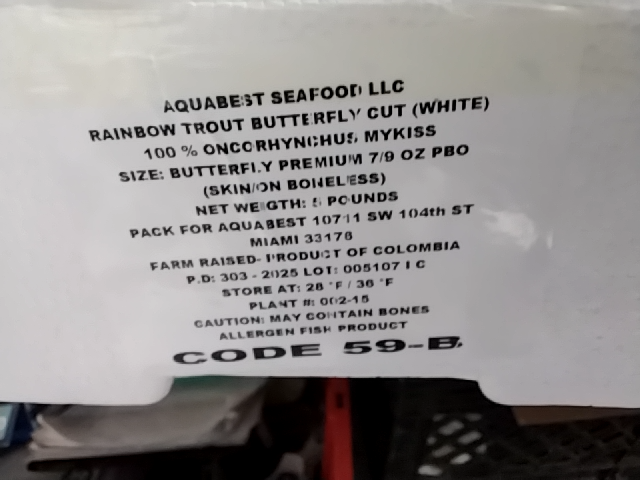 AQUABEST SEAFOOD LLC
RAINBOW TROUT BUTTERFLY CUT (WHITE)
100 % ONCORHYNCHUS MYKISS
SIZE: BUTTERFLY PREMIUM 7/9 OZ PBO
(SKIN/ON BONELESS)
NET WEIGTH: 5 POUNDS
PACK FOR AQUABEST 10711 SW 104th ST
MIAMI 33176
FARM RAISED- PRODUCT OF COLOMBIA
P.D: 303 - 2025 LOT: 005107 I C
STORE AT: 28 °F / 36 °F
PLANT #: 002-15
CAUTION: MAY CONTAIN BONES
ALLERGEN FISH PRODUCT
CODE 59-B